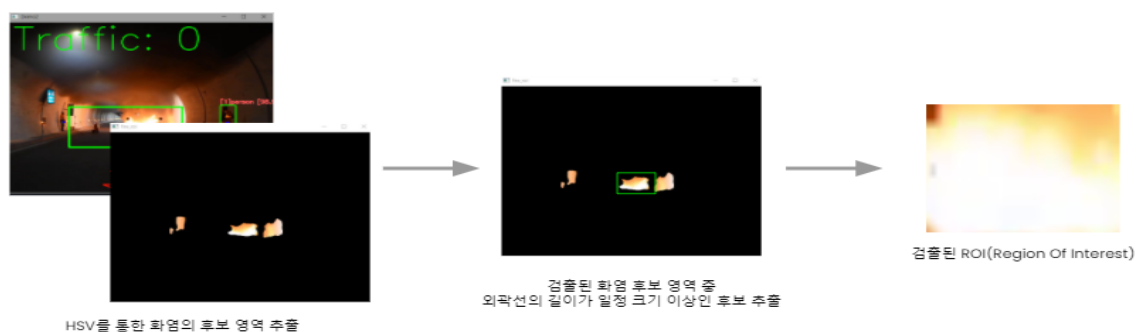 Traffic: 0
HSV를 통한 화염의 후보 영역 추출
검출된 화염 후보 영역 중
외곽선의 길이가 일정 크기 이상인 후보 추출
검출된 ROI(Region Of Interest)